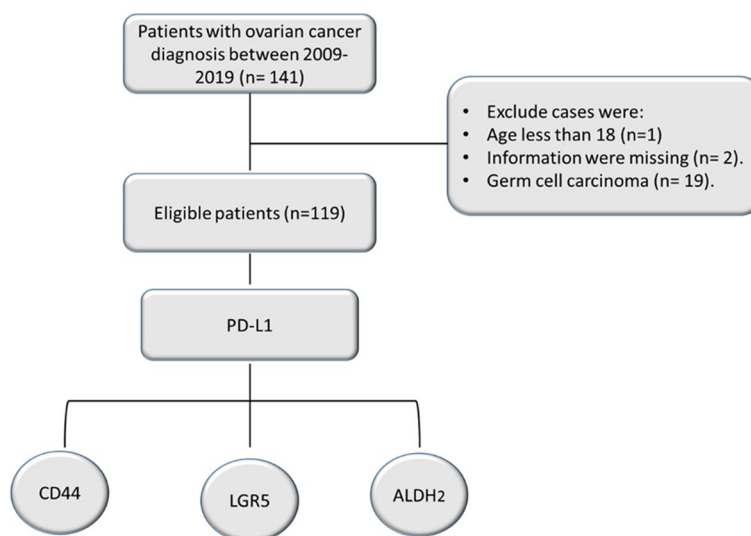 Patients with ovarian cancer
diagnosis between 2009-
2019 (n= 141)
• Exclude cases were:
• Age less than 18 (n=1)
• Information were missing (n= 2).
• Germ cell carcinoma (n= 19).
Eligible patients (n=119)
PD-L1
CD44
LGR5
ALDH2